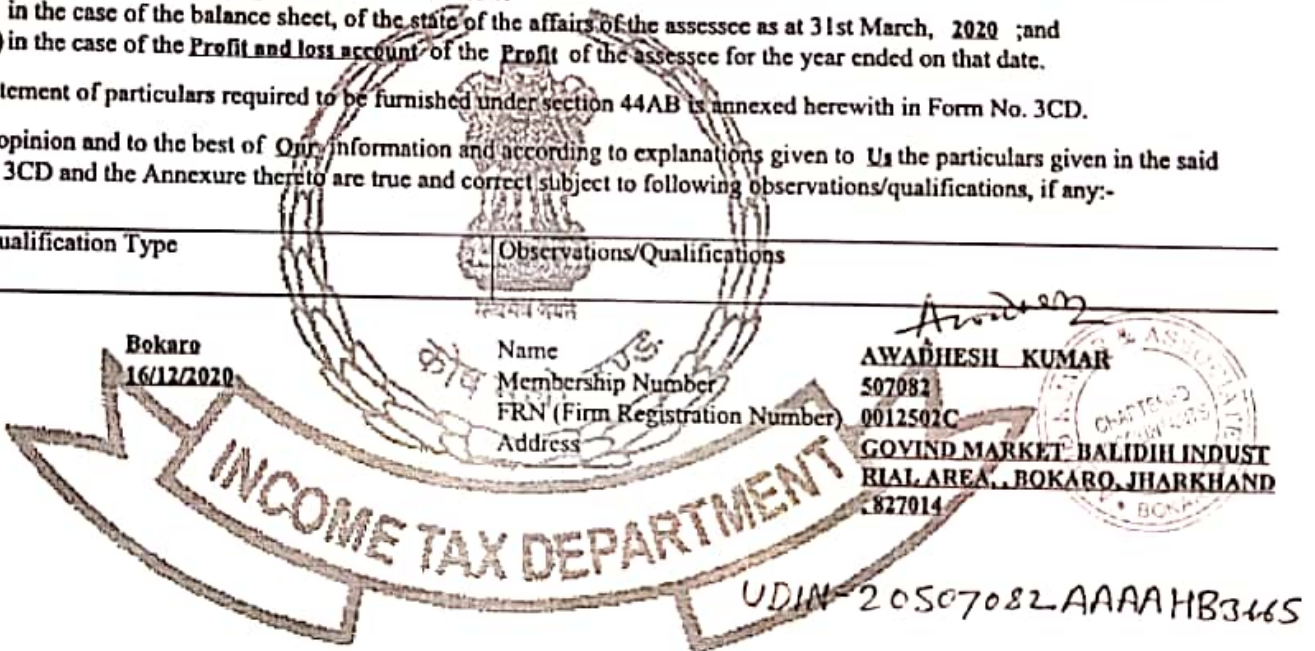 in the case of the balance sheet, of the state of the affairs of the assessee as at 31st March, 2020 ;and
) in the case of the Profit and loss account of the Profit of the assessee for the year ended on that date.
tement of particulars required to be furnished under section 44AB is annexed herewith in Form No. 3CD.
opinion and to the best of Our information and according to explanations given to Us the particulars given in the said
3CD and the Annexure thereto are true and correct subject to following observations/qualifications, if any:-
ualification Type Observations/Qualifications
सत्यमेव जयते
Bokaro
16/12/2020
Name AWADHESH KUMAR
Membership Number 507082
FRN (Firm Registration Number) 0012502C
Address GOVIND MARKET BALIDIH INDUST
RIAL AREA, , BOKARO, JHARKHAND
, 827014
& ASSOCIATE
CHARTERED
INCOME TAX DEPARTMENT
UDIN-20507082AAAAHB3465